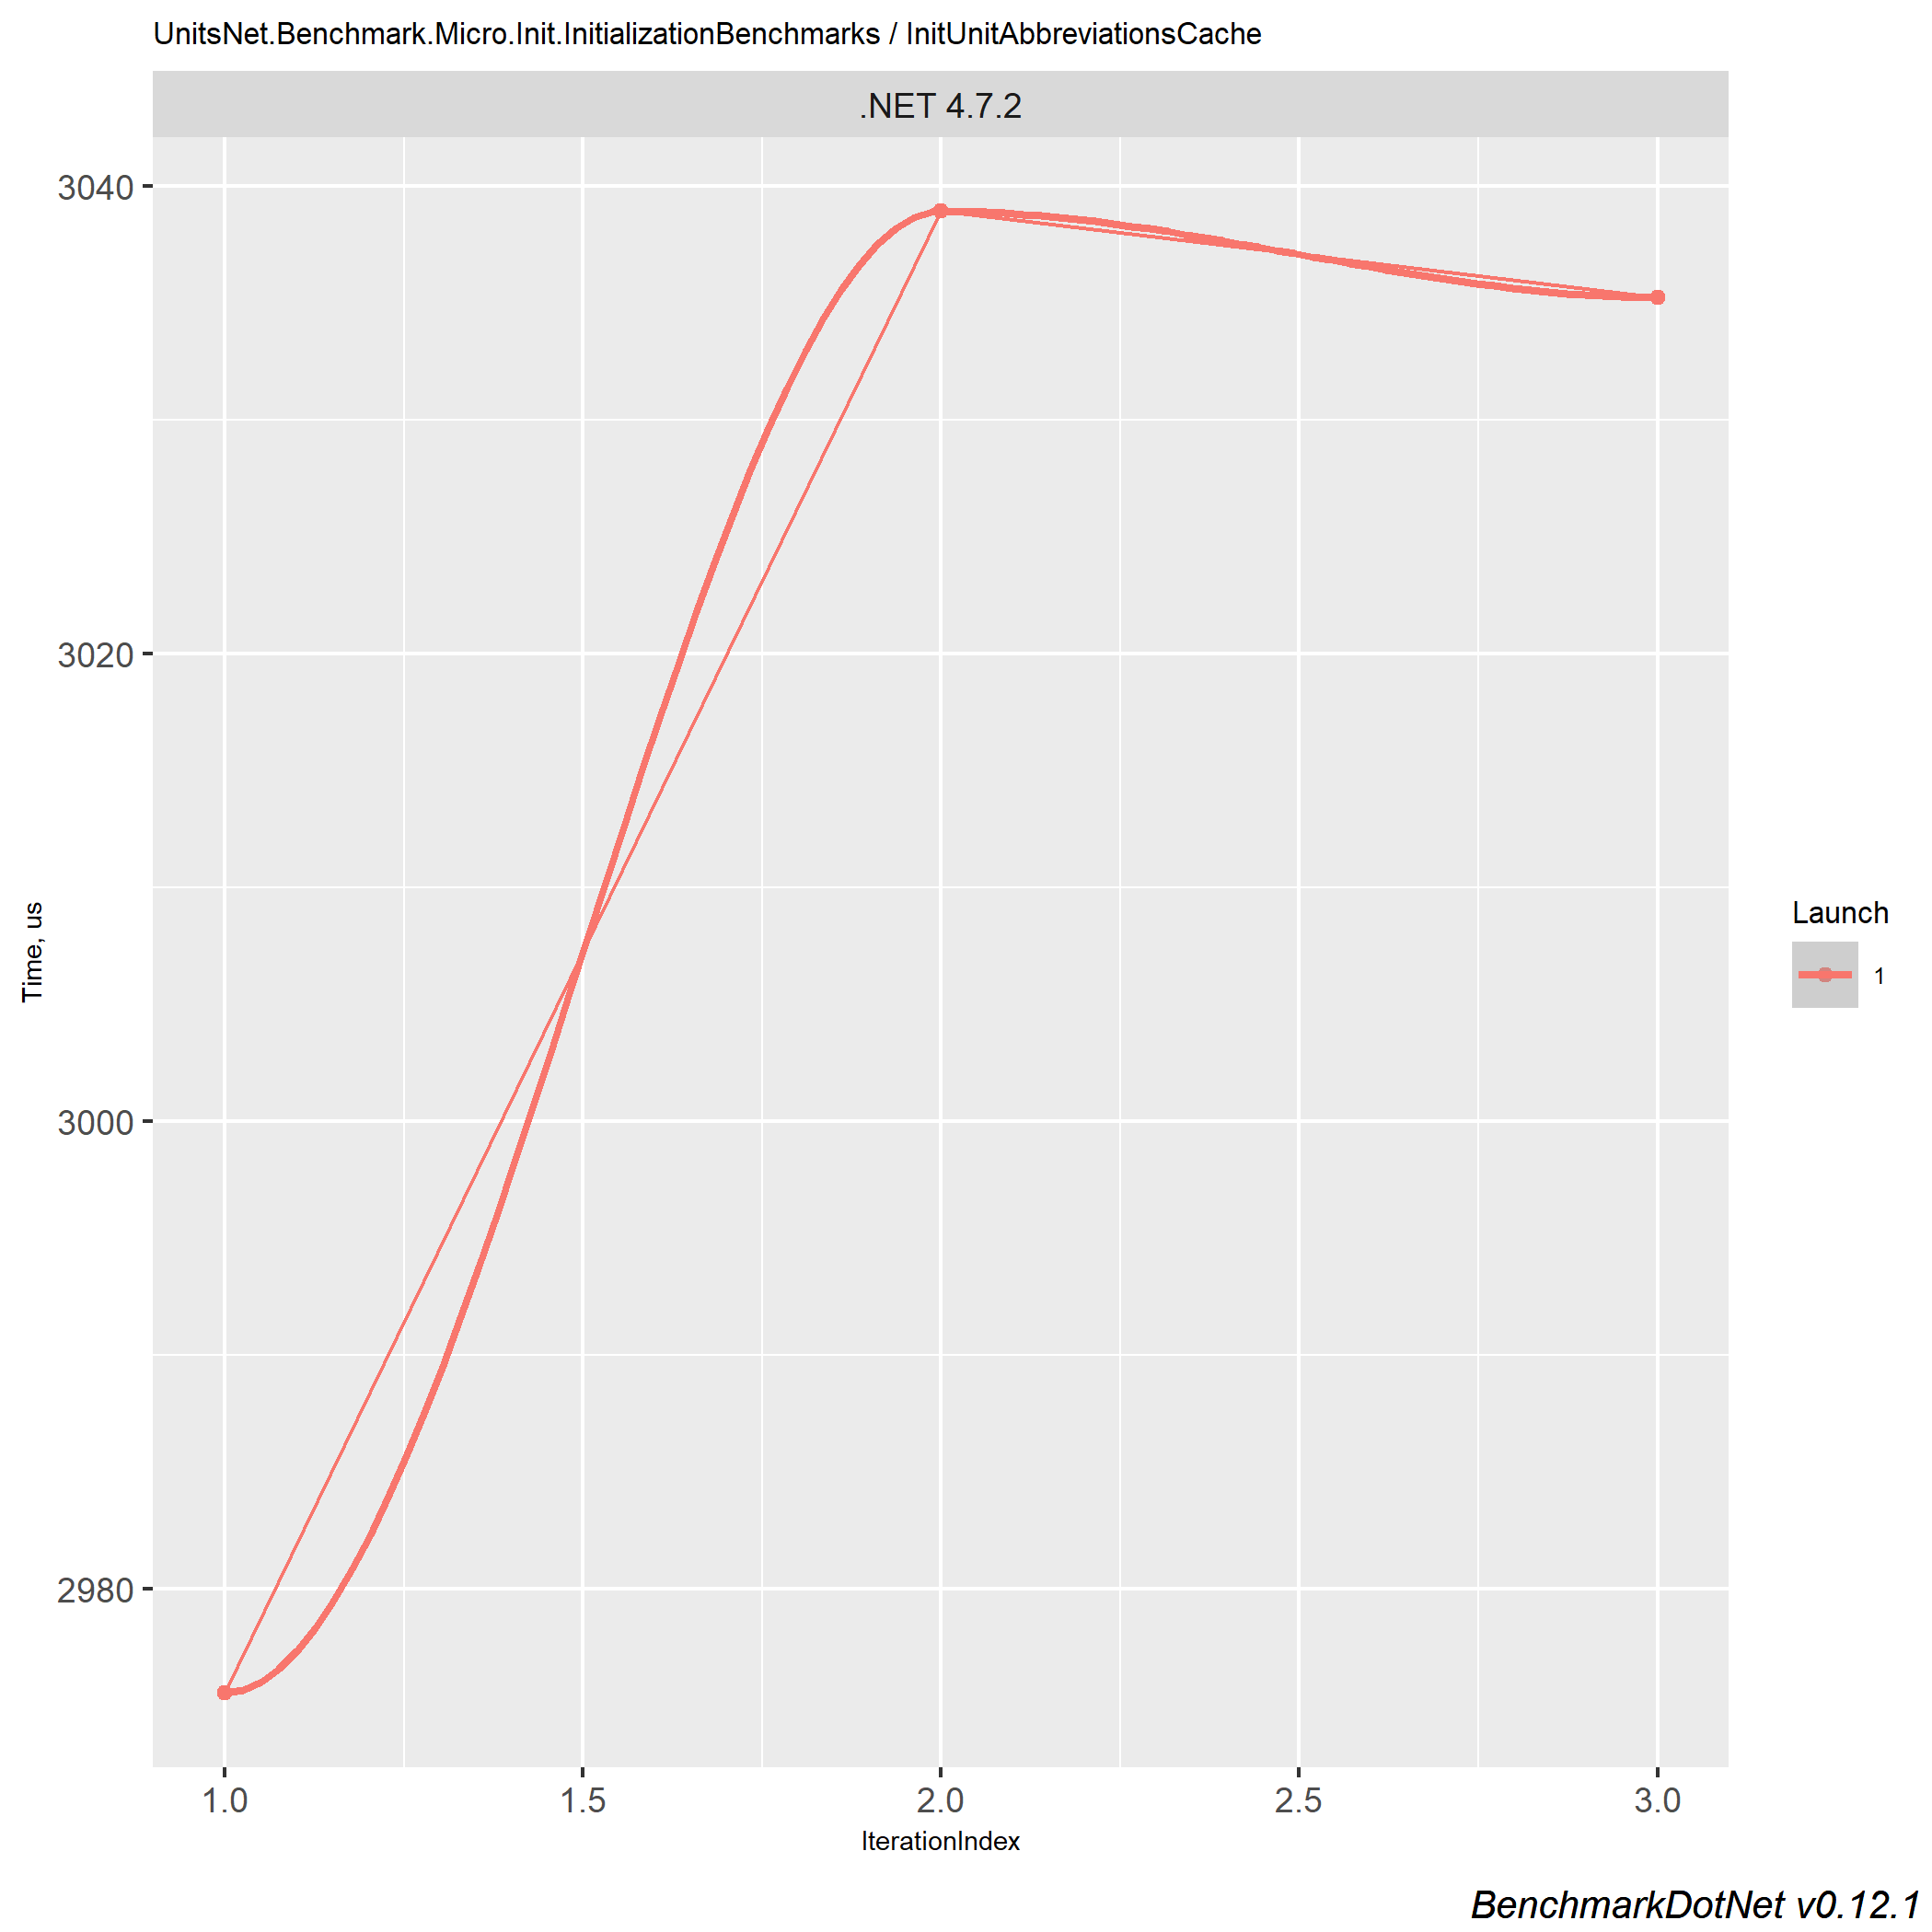 UnitsNet.Benchmark.Micro.Init.InitializationBenchmarks / InitUnitAbbreviationsCache
.NET 4.7.2
3040
3020
3000
2980
Time, us
1.0 1.5 2.0 2.5 3.0
IterationIndex
Launch
1
BenchmarkDotNet v0.12.1